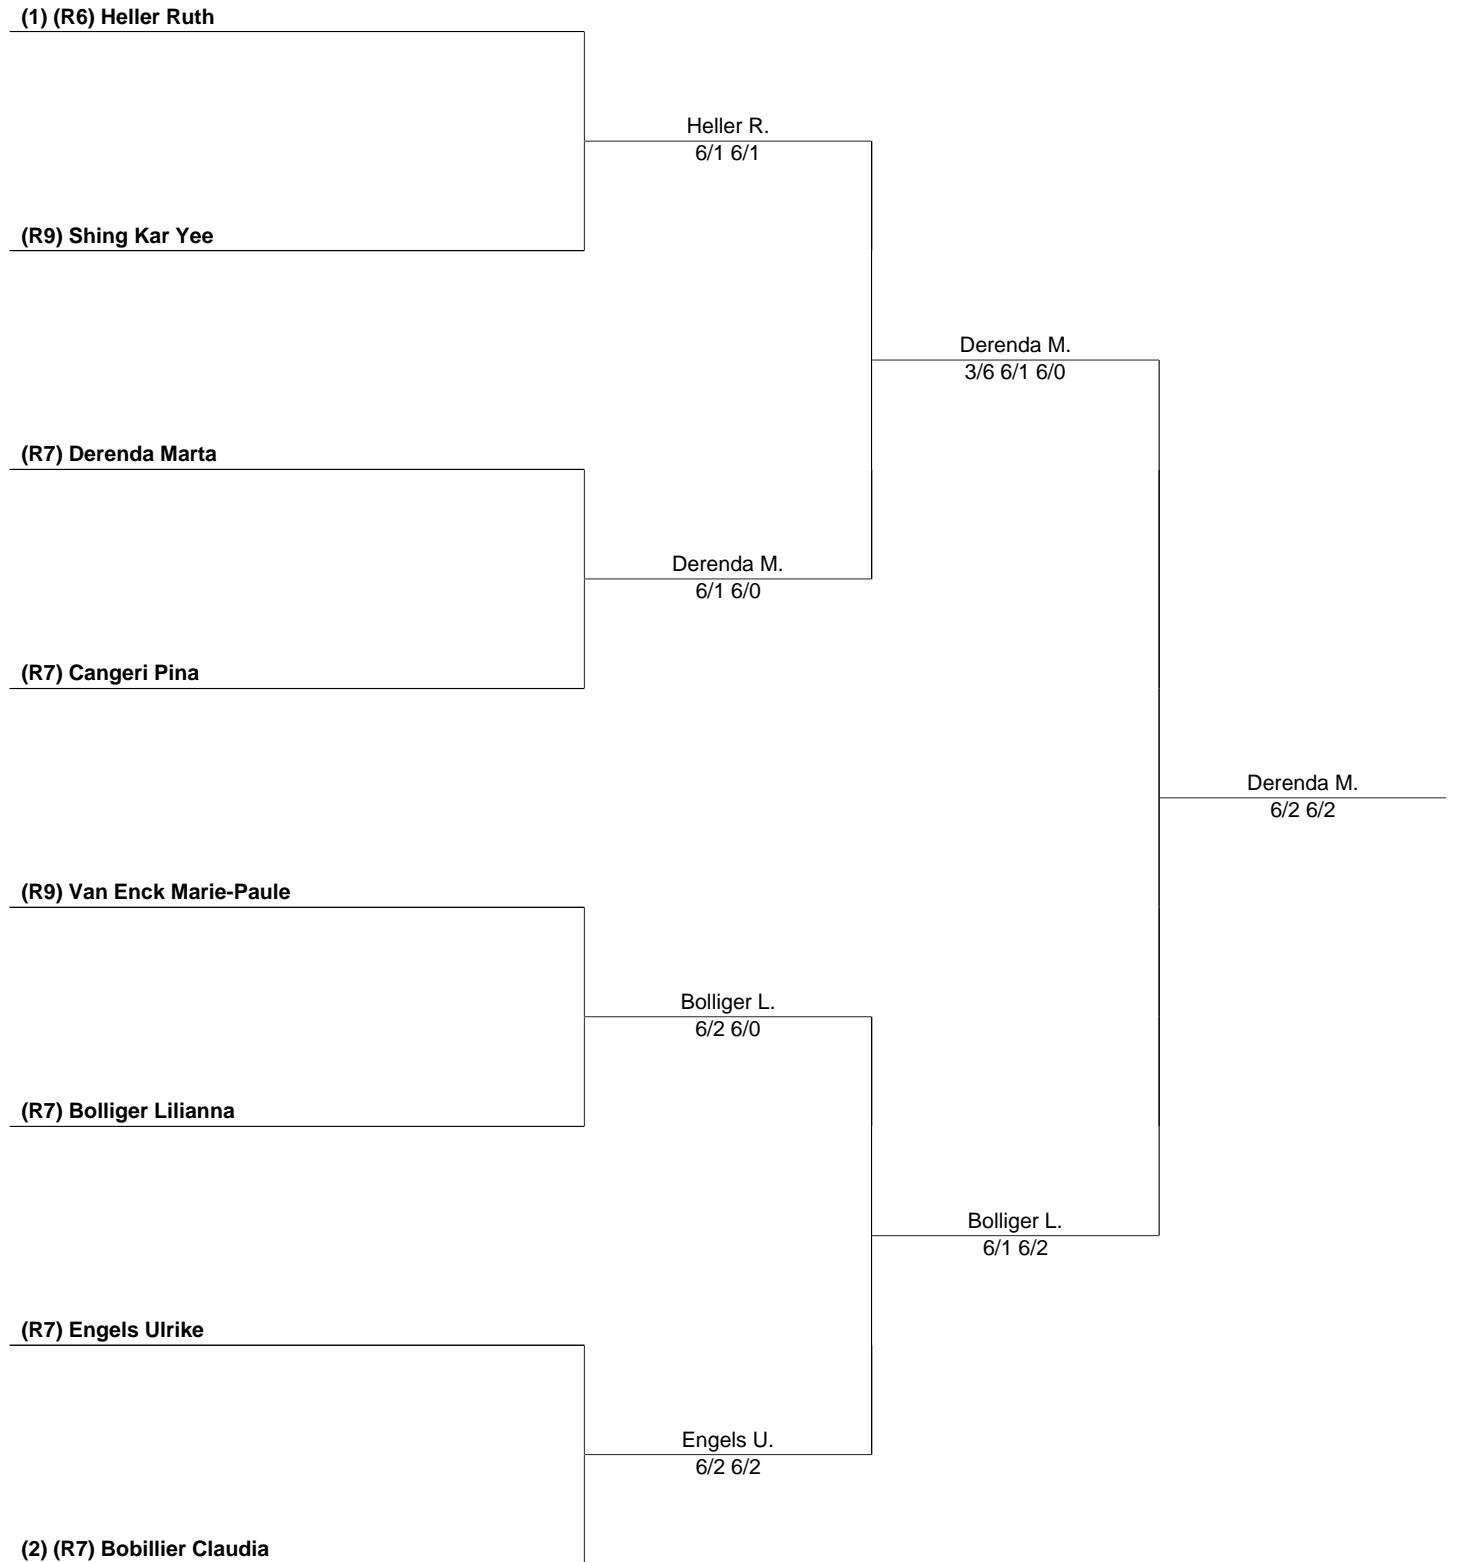 (1) (R6) Heller Ruth
Heller R.
6/1 6/1
(R9) Shing Kar Yee
Derenda M.
3/6 6/1 6/0
(R7) Derenda Marta
Derenda M.
6/1 6/0
(R7) Cangeri Pina
Derenda M.
6/2 6/2
(R9) Van Enck Marie-Paule
Bolliger L.
6/2 6/0
(R7) Bolliger Lilianna
Bolliger L.
6/1 6/2
(R7) Engels Ulrike
Engels U.
6/2 6/2
(2) (R7) Bobillier Claudia